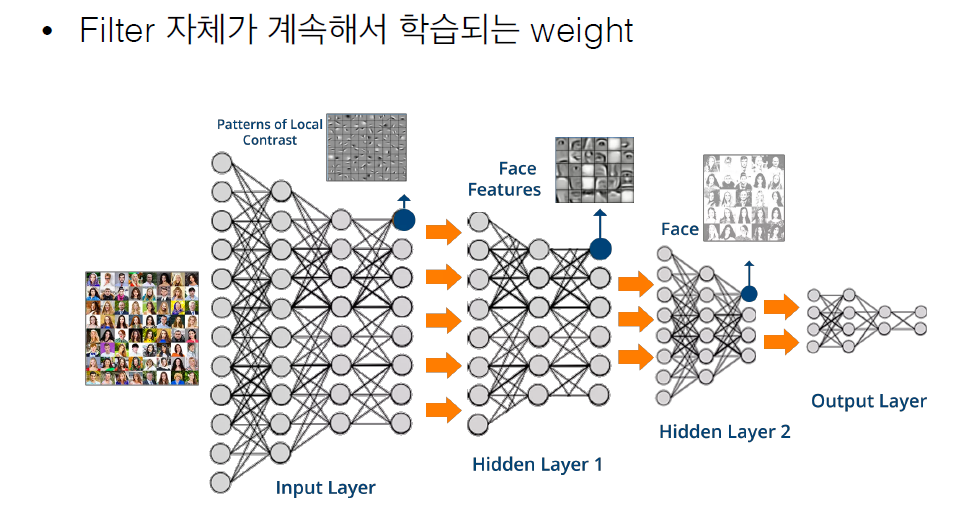 • Filter 자체가 계속해서 학습되는 weight
Patterns of Local
Contrast
Face
Features
Face
Input Layer
Hidden Layer 1
Hidden Layer 2
Output Layer